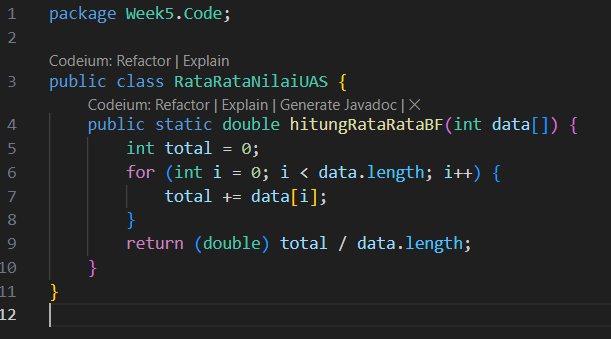 1 package Week5.Code;
2
Codeium: Refactor | Explain
3 public class RataRataNilaiUAS {
Codeium: Refactor | Explain | Generate Javadoc | ×
4 public static double hitungRataRataBF(int data[]) {
5 int total = 0;
6 for (int i = 0; i < data.length; i++) {
7 total += data[i];
8 }
9 return (double) total / data.length;
10 }
11 }
12